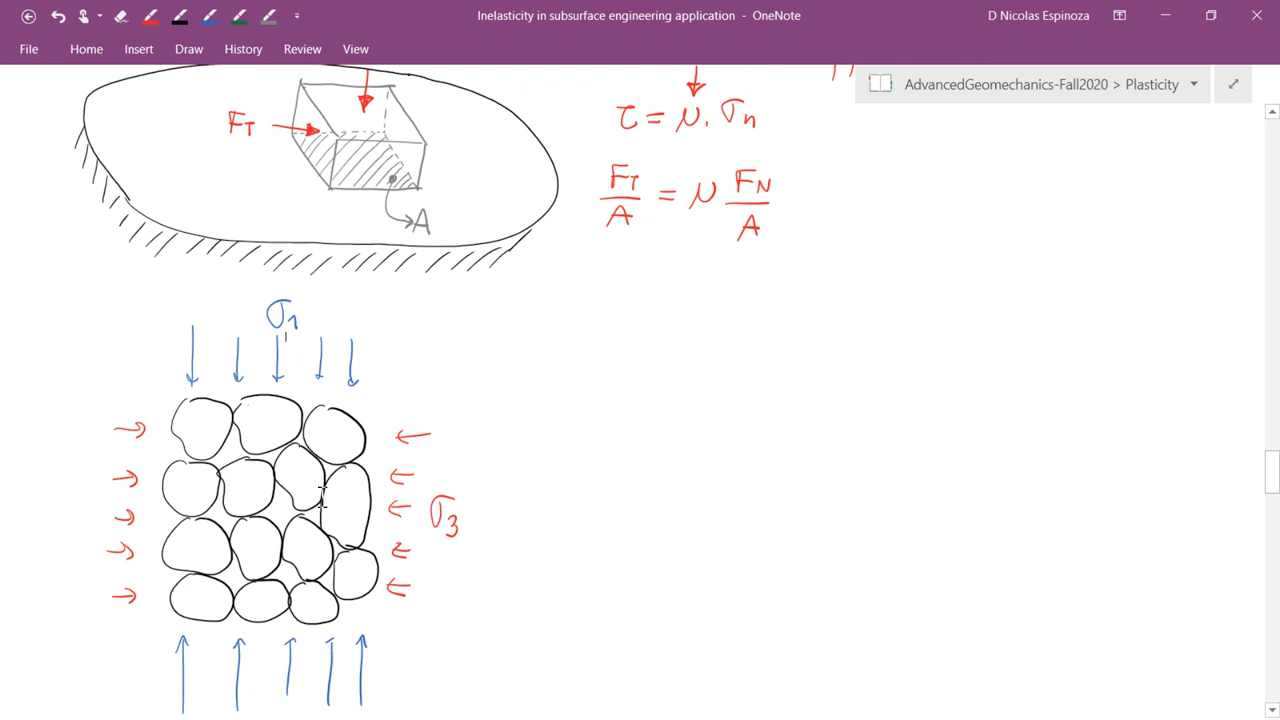 Inelasticity in subsurface engineering application - OneNote
D Nicolas Espinoza
File Home Insert Draw History Review View
AdvancedGeomechanics-Fall2020 > Plasticity
F_T
A
τ = μ . σ_n
F_T/A = μ F_N/A
σ_1
σ_3